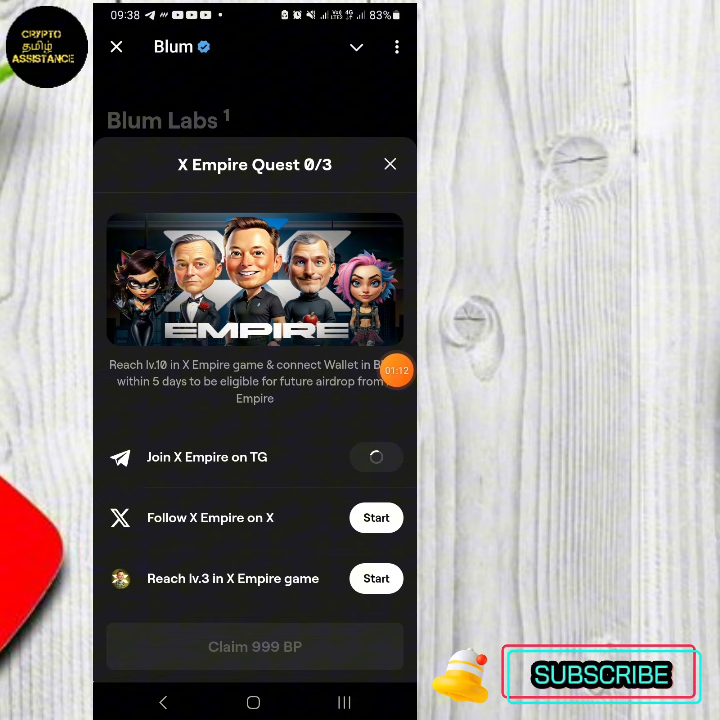 CRYPTO
தமிழ்
ASSISTANCE
09:38
83%
Blum
Blum Labs 1
X Empire Quest 0/3
EMPIRE
Reach lv.10 in X Empire game & connect Wallet in
01:12
within 5 days to be eligible for future airdrop from
Empire
Join X Empire on TG
Follow X Empire on X
Start
Reach lv.3 in X Empire game
Start
Claim 999 BP
SUBSCRIBE